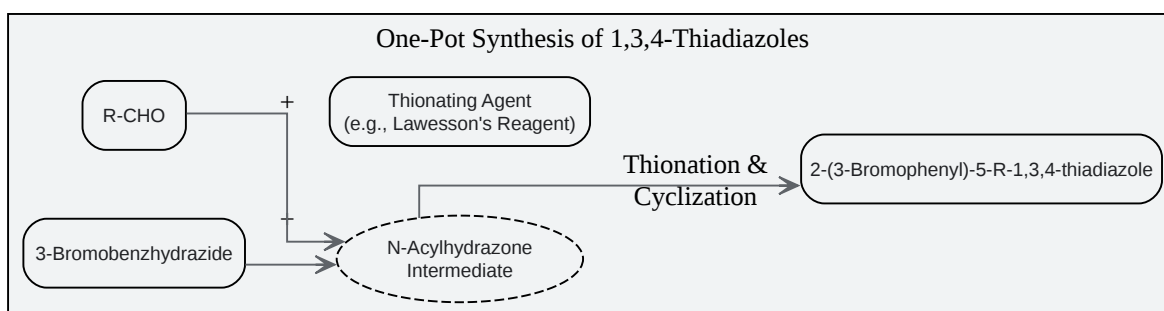 One-Pot Synthesis of 1,3,4-Thiadiazoles
R-CHO
+
Thionating Agent
(e.g., Lawesson's Reagent)
Thionation &
Cyclization
2-(3-Bromophenyl)-5-R-1,3,4-thiadiazole
+
3-Bromobenzhydrazide
N-Acylhydrazone
Intermediate